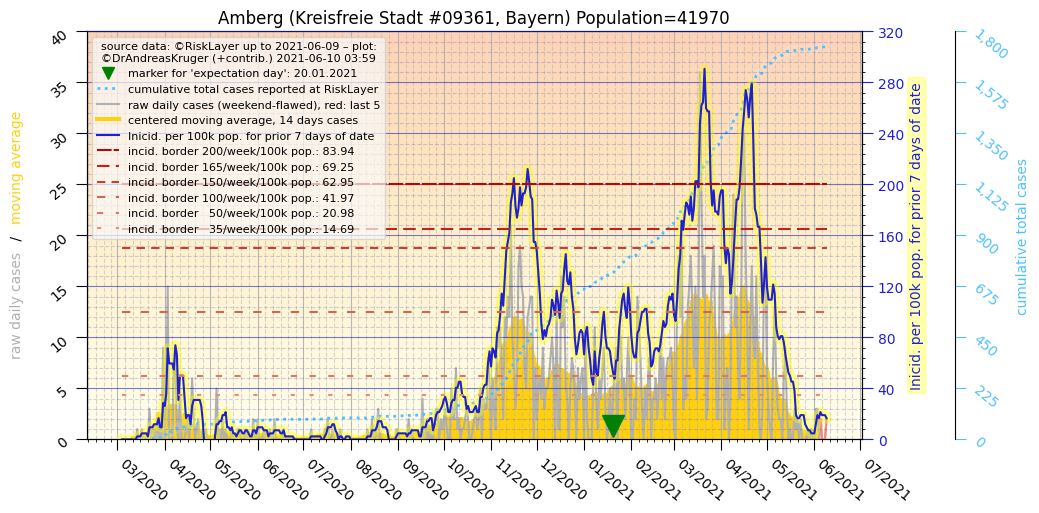 Amberg (Kreisfreie Stadt #09361, Bayern) Population=41970
source data: ©RiskLayer up to 2021-06-09 – plot:
©DrAndreasKruger (+contrib.) 2021-06-10 03:59
marker for 'expectation day': 20.01.2021
cumulative total cases reported at RiskLayer
raw daily cases (weekend-flawed), red: last 5
centered moving average, 14 days cases
Inicid. per 100k pop. for prior 7 days of date
incid. border 200/week/100k pop.: 83.94
incid. border 165/week/100k pop.: 69.25
incid. border 150/week/100k pop.: 62.95
incid. border 100/week/100k pop.: 41.97
incid. border 50/week/100k pop.: 20.98
incid. border 35/week/100k pop.: 14.69
raw daily cases / moving average
40
35
30
25
20
15
10
5
0
320
280
240
200
160
120
80
40
0
Inicid. per 100k pop. for prior 7 days of date
1,800
1,575
1,350
1,125
900
675
450
225
0
cumulative total cases
03/2020
04/2020
05/2020
06/2020
07/2020
08/2020
09/2020
10/2020
11/2020
12/2020
01/2021
02/2021
03/2021
04/2021
05/2021
06/2021
07/2021